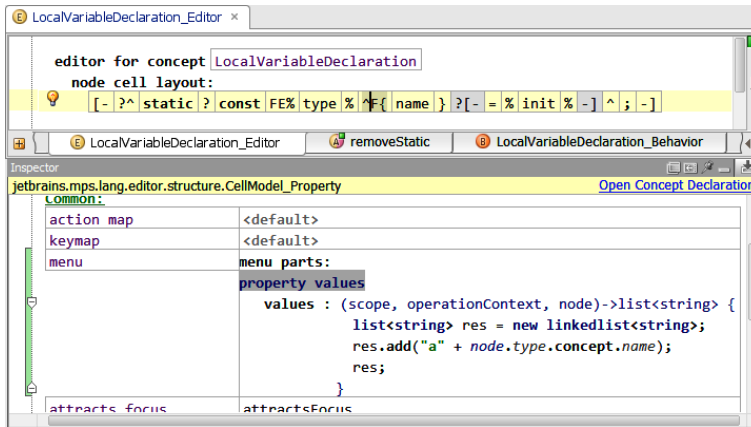 LocalVariableDeclaration_Editor ×
editor for concept LocalVariableDeclaration
node cell layout:
[- ?^ static ? const FE% type % ^F{ name } ?[- = % init % -] ^ ; -]
LocalVariableDeclaration_Editor removeStatic LocalVariableDeclaration_Behavior
Inspector
jetbrains.mps.lang.editor.structure.CellModel_Property Open Concept Declaration
Common:
action map <default>
keymap <default>
menu menu parts:
property values
values : (scope, operationContext, node)->list<string> {
list<string> res = new linkedlist<string>;
res.add("a" + node.type.concept.name);
res;
}
attracts focus attractsFocus